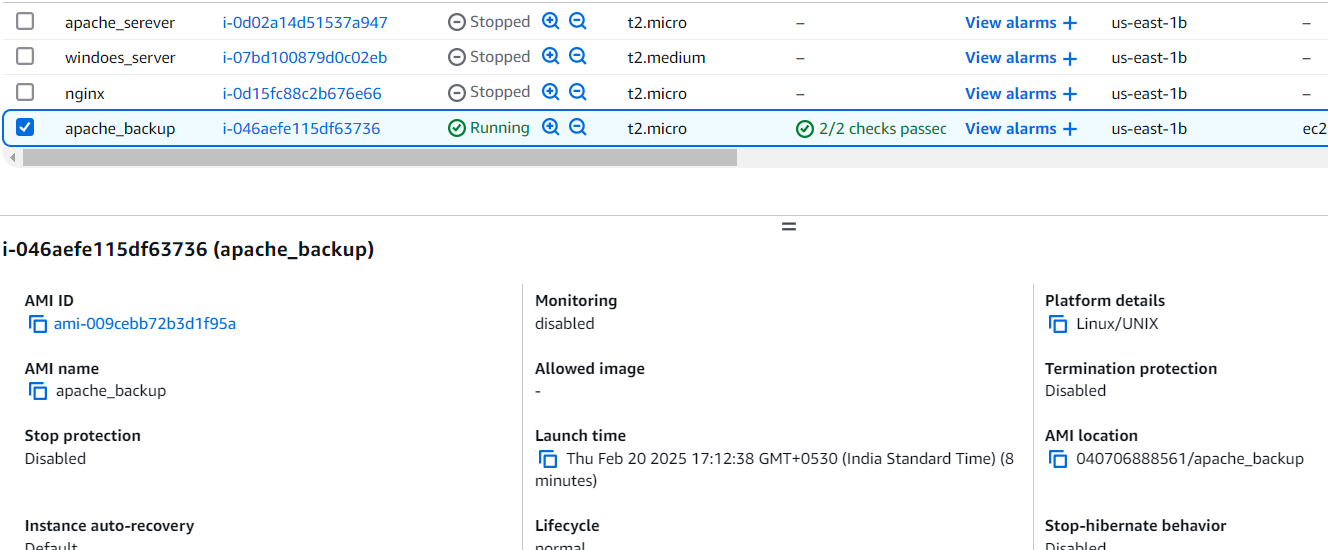 apache_serever i-0d02a14d51537a947 Stopped t2.micro – View alarms + us-east-1b –
windoes_server i-07bd100879d0c02eb Stopped t2.medium – View alarms + us-east-1b –
nginx i-0d15fc88c2b676e66 Stopped t2.micro – View alarms + us-east-1b –
apache_backup i-046aefe115df63736 Running t2.micro 2/2 checks passec View alarms + us-east-1b ec2
i-046aefe115df63736 (apache_backup)
AMI ID
ami-009cebb72b3d1f95a
Monitoring
disabled
Platform details
Linux/UNIX
AMI name
apache_backup
Allowed image
-
Termination protection
Disabled
Stop protection
Disabled
Launch time
Thu Feb 20 2025 17:12:38 GMT+0530 (India Standard Time) (8
minutes)
AMI location
040706888561/apache_backup
Instance auto-recovery
Default
Lifecycle
normal
Stop-hibernate behavior
Disabled